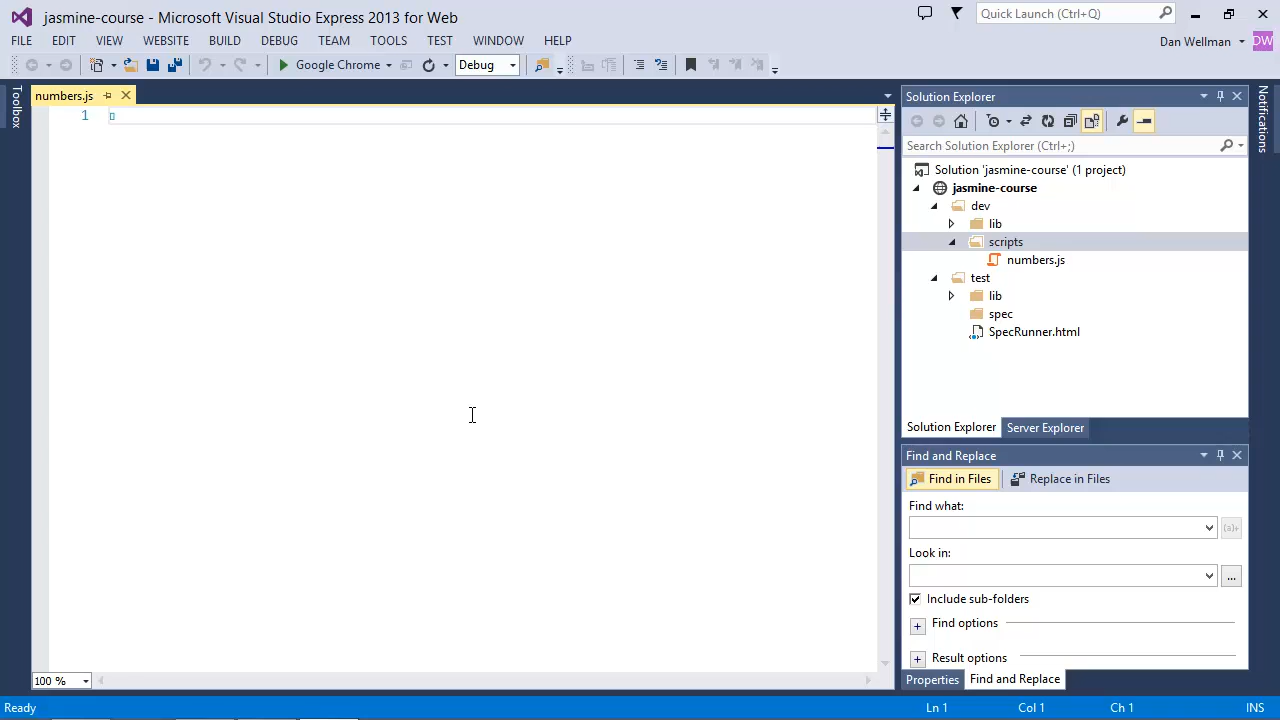 jasmine-course - Microsoft Visual Studio Express 2013 for Web
Quick Launch (Ctrl+Q)
FILE EDIT VIEW WEBSITE BUILD DEBUG TEAM TOOLS TEST WINDOW HELP
Dan Wellman
DW
Google Chrome
Debug
Toolbox
numbers.js
1
100 %
Solution Explorer
Search Solution Explorer (Ctrl+;)
Solution 'jasmine-course' (1 project)
jasmine-course
dev
lib
scripts
numbers.js
test
lib
spec
SpecRunner.html
Solution Explorer Server Explorer
Find and Replace
Find in Files Replace in Files
Find what:
(a)+
Look in:
...
Include sub-folders
Find options
Result options
Properties Find and Replace
Notifications
Ready Ln 1 Col 1 Ch 1 INS